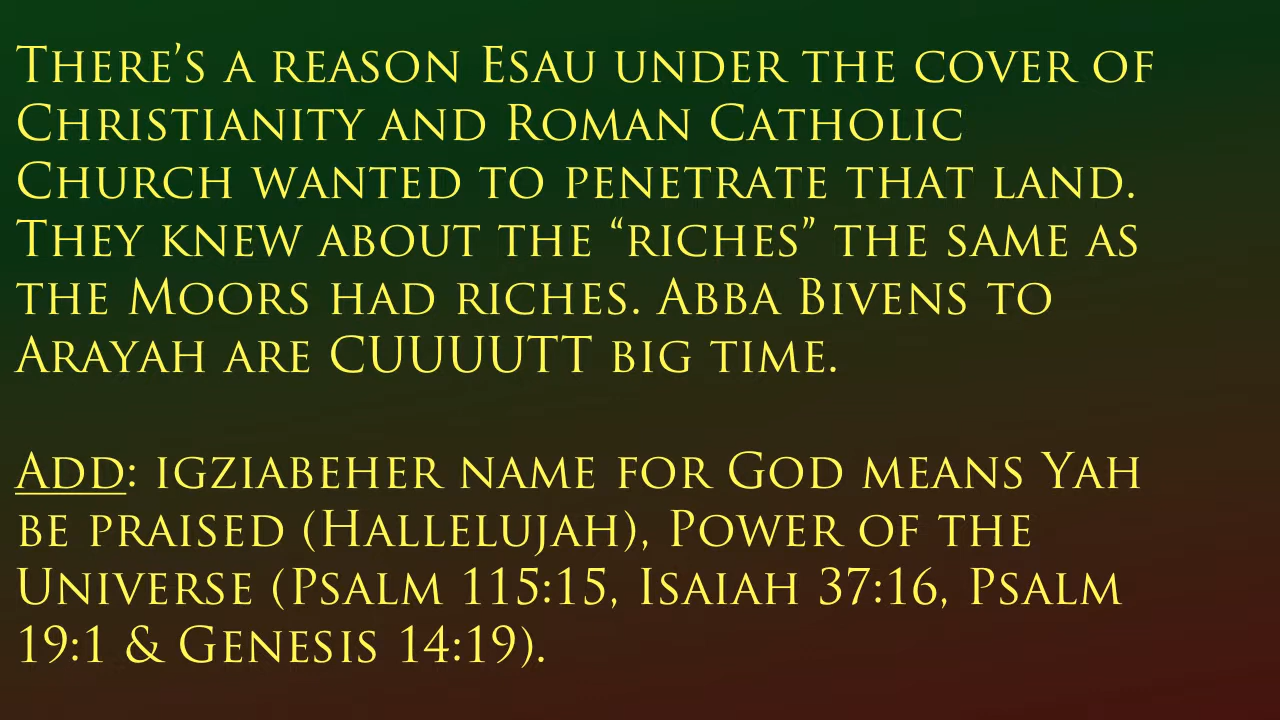 There's a reason Esau under the cover of
Christianity and Roman Catholic
Church wanted to penetrate that land.
They knew about the “riches” the same as
the Moors had riches. Abba Bivens to
Arayah are CUUUUTT big time.
Add: igziabeher name for God means Yah
be praised (Hallelujah), Power of the
Universe (Psalm 115:15, Isaiah 37:16, Psalm
19:1 & Genesis 14:19).